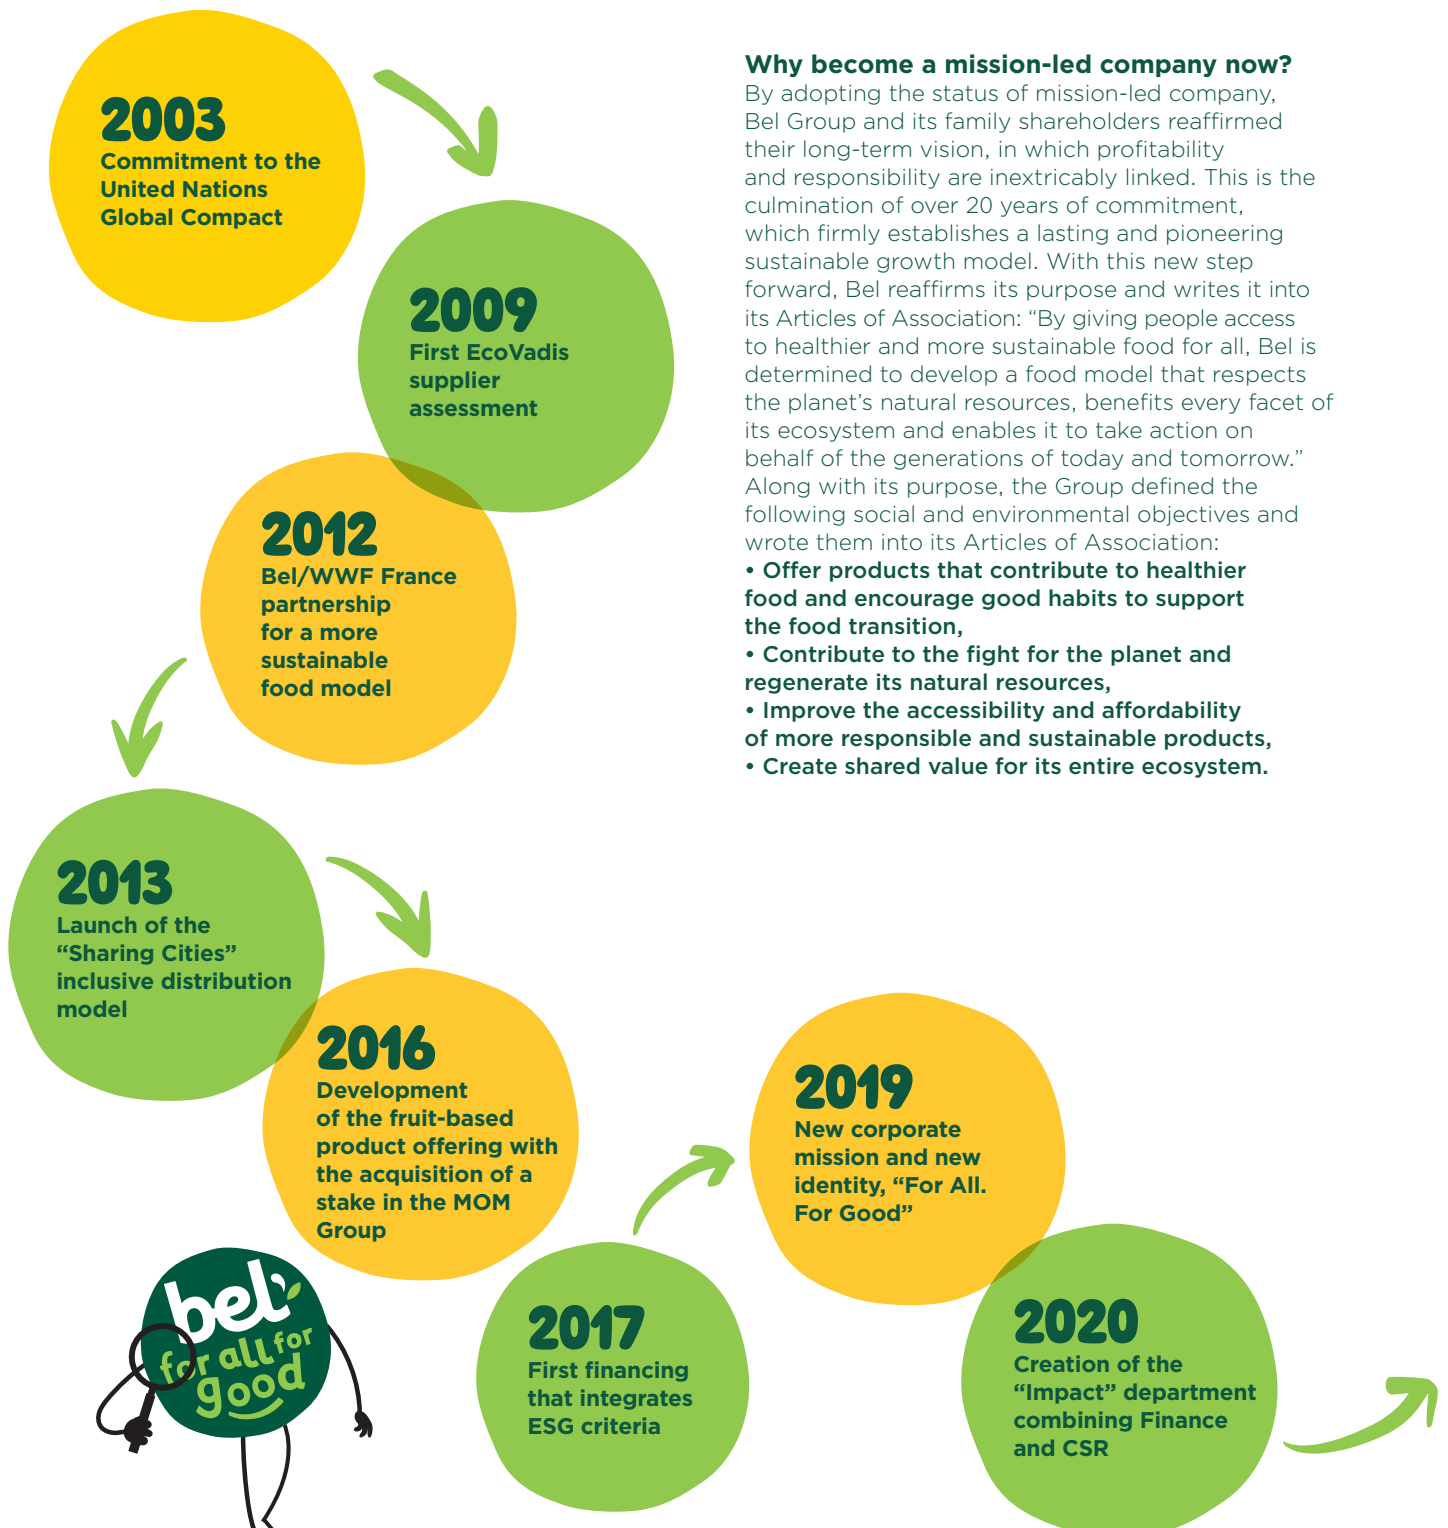 2003
Commitment to the
United Nations
Global Compact
2009
First EcoVadis
supplier
assessment
2012
Bel/WWF France
partnership
for a more
sustainable
food model
2013
Launch of the
“Sharing Cities”
inclusive distribution
model
2016
Development
of the fruit-based
product offering with
the acquisition of a
stake in the MOM
Group
2017
First financing
that integrates
ESG criteria
2019
New corporate
mission and new
identity, “For All.
For Good”
2020
Creation of the
“Impact” department
combining Finance
and CSR
Why become a mission-led company now?
By adopting the status of mission-led company,
Bel Group and its family shareholders reaffirmed
their long-term vision, in which profitability
and responsibility are inextricably linked. This is the
culmination of over 20 years of commitment,
which firmly establishes a lasting and pioneering
sustainable growth model. With this new step
forward, Bel reaffirms its purpose and writes it into
its Articles of Association: “By giving people access
to healthier and more sustainable food for all, Bel is
determined to develop a food model that respects
the planet’s natural resources, benefits every facet of
its ecosystem and enables it to take action on
behalf of the generations of today and tomorrow.”
Along with its purpose, the Group defined the
following social and environmental objectives and
wrote them into its Articles of Association:
• Offer products that contribute to healthier
food and encourage good habits to support
the food transition,
• Contribute to the fight for the planet and
regenerate its natural resources,
• Improve the accessibility and affordability
of more responsible and sustainable products,
• Create shared value for its entire ecosystem.
bel
for all for
good